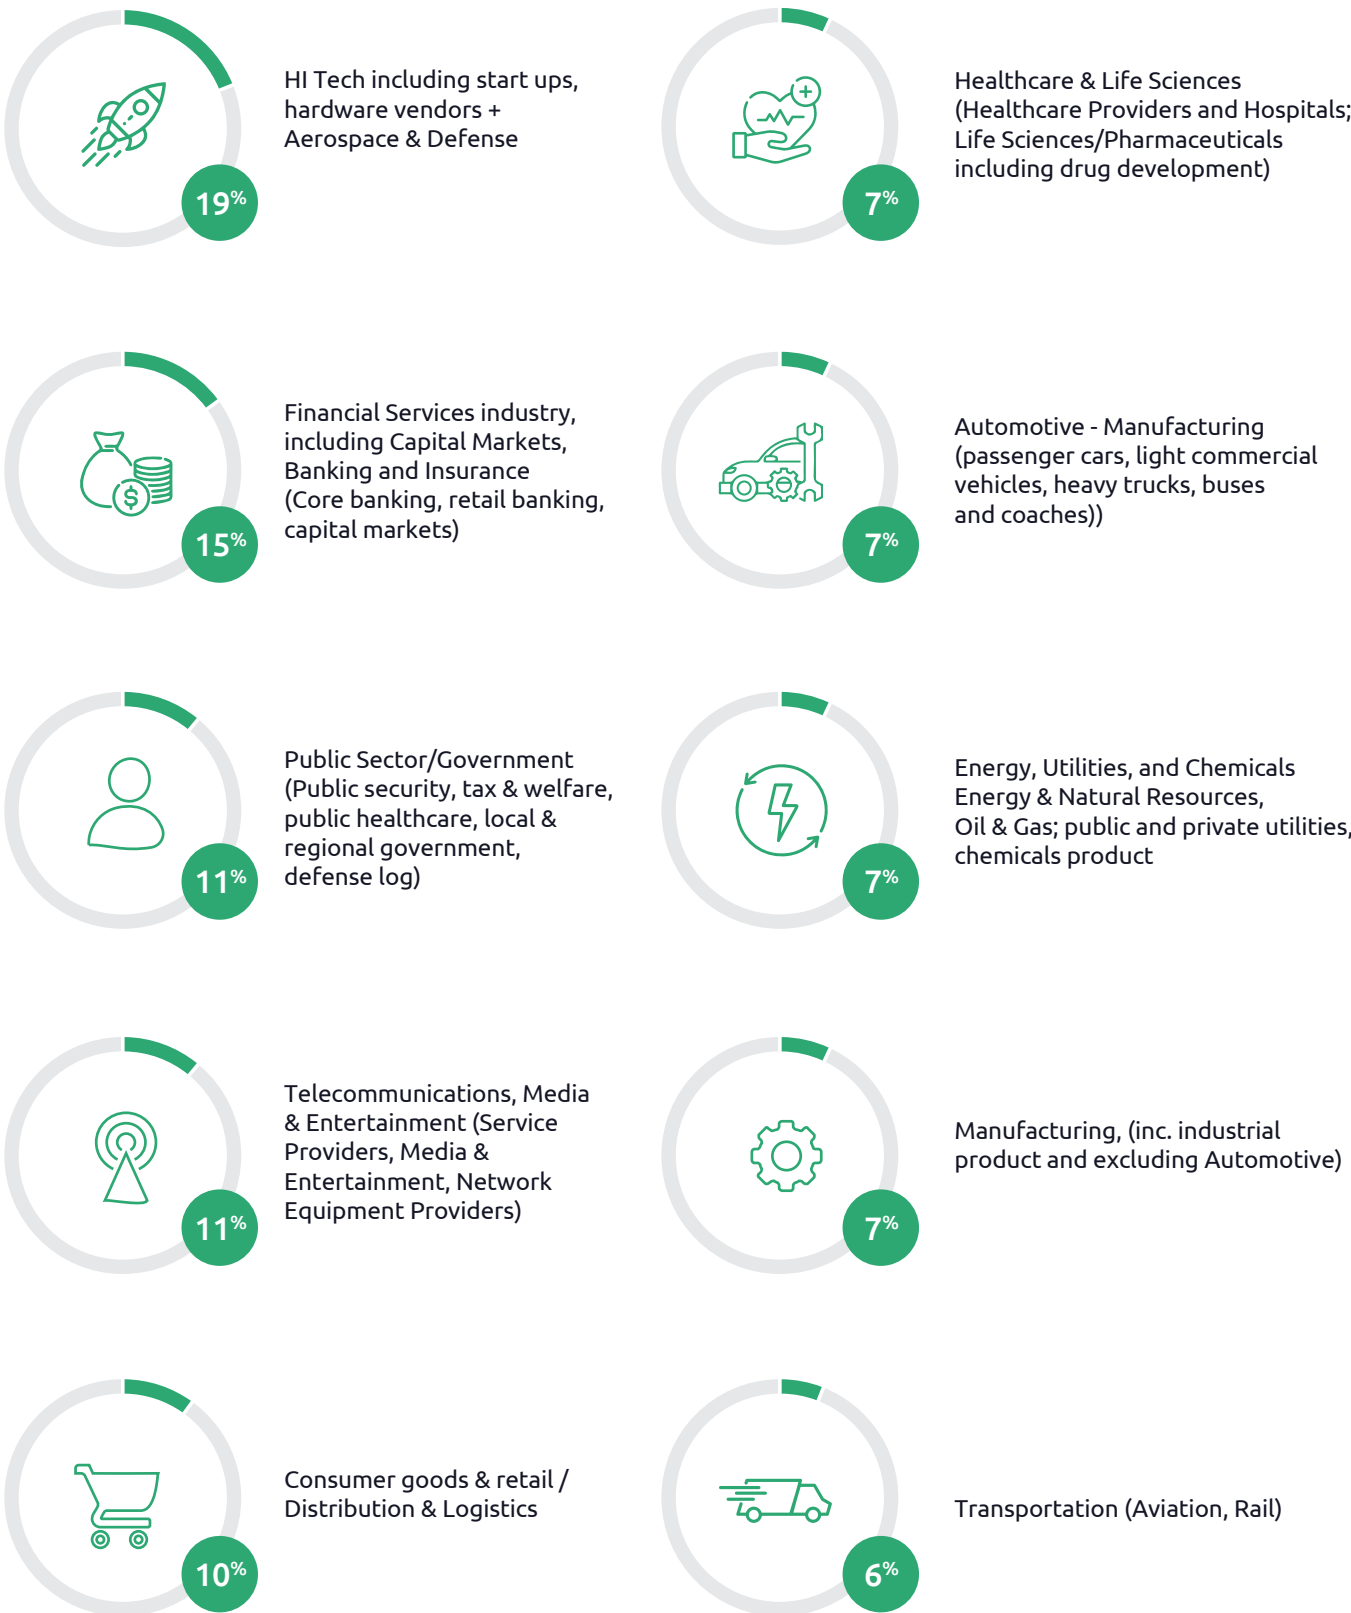 HI Tech including start ups,
hardware vendors +
Aerospace & Defense
19%
Healthcare & Life Sciences
(Healthcare Providers and Hospitals;
Life Sciences/Pharmaceuticals
including drug development)
7%
Financial Services industry,
including Capital Markets,
Banking and Insurance
(Core banking, retail banking,
capital markets)
$
15%
Automotive - Manufacturing
(passenger cars, light commercial
vehicles, heavy trucks, buses
and coaches))
7%
Public Sector/Government
(Public security, tax & welfare,
public healthcare, local &
regional government,
defense log)
11%
Energy, Utilities, and Chemicals
Energy & Natural Resources,
Oil & Gas; public and private utilities,
chemicals product
7%
Telecommunications, Media
& Entertainment (Service
Providers, Media &
Entertainment, Network
Equipment Providers)
11%
Manufacturing, (inc. industrial
product and excluding Automotive)
7%
Consumer goods & retail /
Distribution & Logistics
10%
Transportation (Aviation, Rail)
6%